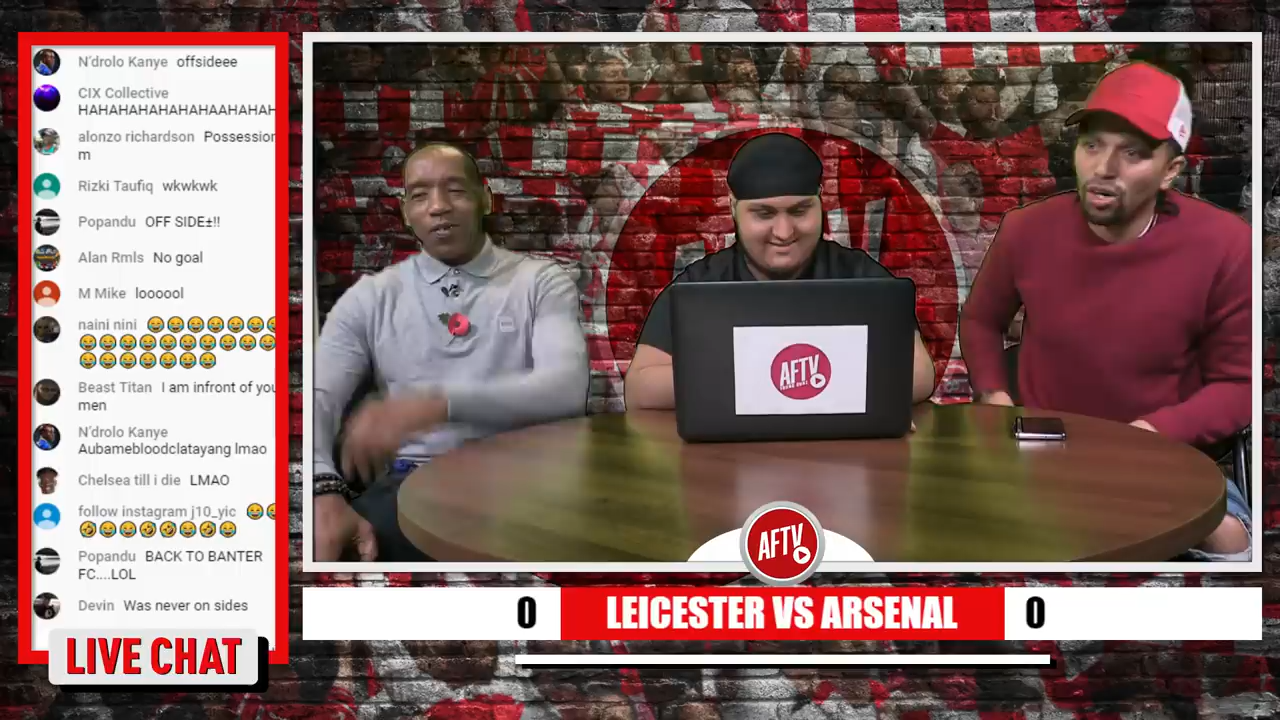 N'drolo Kanye offsideee
CIX Collective
HAHAHAHAHAHAHAAHAHAH
alonzo richardson Possession
m
Rizki Taufiq wkwkwk
Popandu OFF SIDE±!!
Alan Rmls No goal
M Mike loooool
naini nini 😂😂😂😂😂😂😂
😂😂😂😂😂😂😂😂😂😂
😂😂😂😂😂😂😂
Beast Titan I am infront of you
men
N'drolo Kanye
Aubamebloodclatayang lmao
Chelsea till i die LMAO
follow instagram j10_yic 😂😂
🤣😂😂🤣😂😂🤣😂
Popandu BACK TO BANTER
FC....LOL
Devin Was never on sides
LIVE CHAT
AFTV
AFTV
0 LEICESTER VS ARSENAL 0